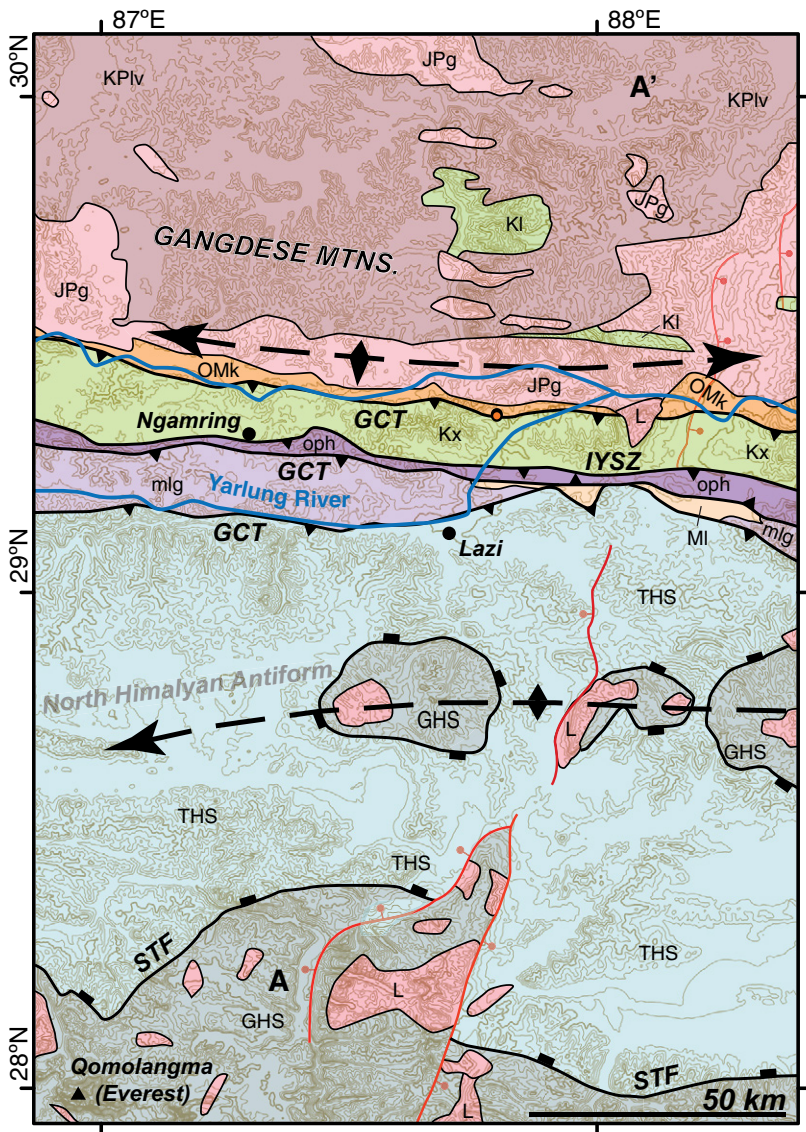 87ºE
88ºE
30ºN
JPg
KPlv
A'
KPlv
JPg
Kl
GANGDESE MTNS.
JPg
Kl
OMk
JPg
OMk
L
GCT
Ngamring
Kx
Kx
oph
IYSZ
GCT
oph
mlg
Yarlung River
Ml
mlg
GCT
Lazi
29ºN
THS
North Himalyan Antiform
GHS
L
GHS
THS
THS
STF
THS
A
L
GHS
28ºN
Qomolangma
(Everest)
STF
50 km
L